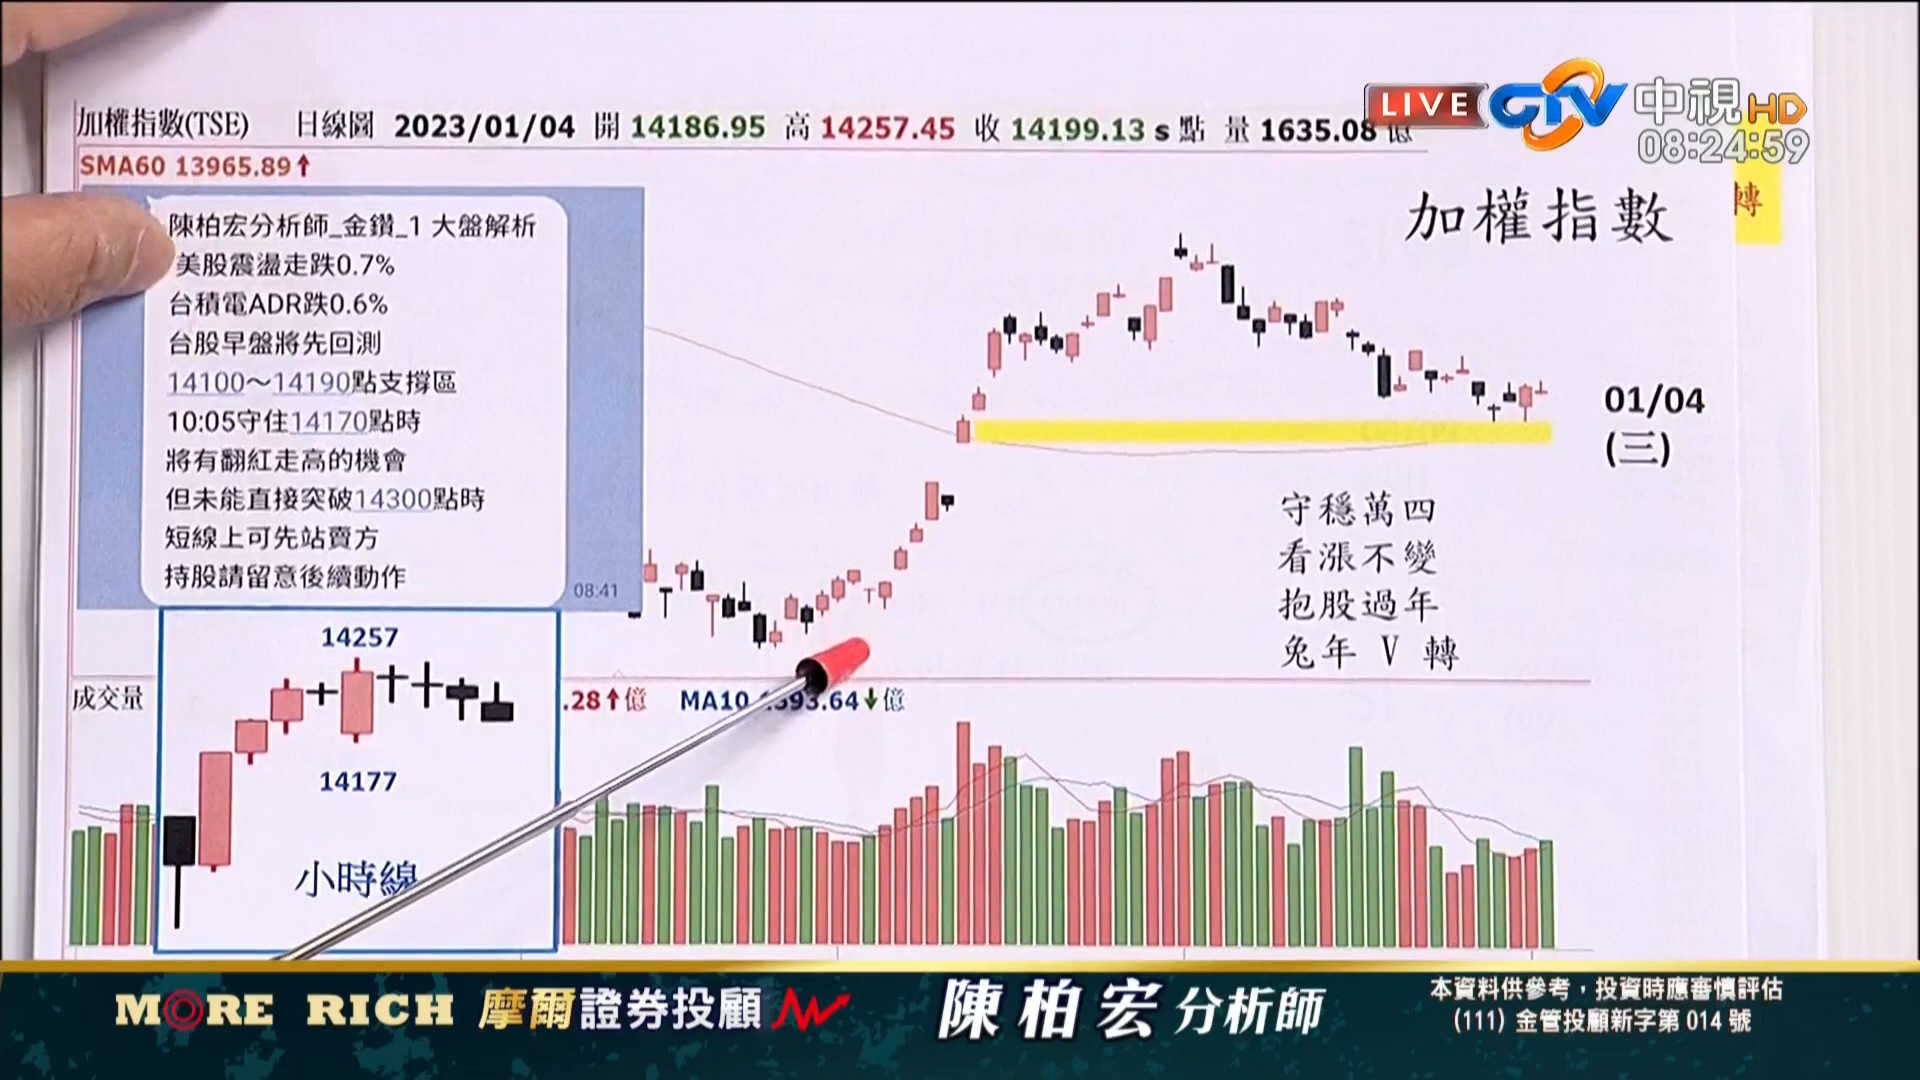 加權指數(TSE) 日線圖 2023/01/04 開 14186.95 高 14257.45 收 14199.13 s 點 量 1635.08 億
SMA60 13965.89↑
LIVE CTV 中視HD
08:24:59
轉
陳柏宏分析師_金鑽_1 大盤解析
美股震盪走跌0.7%
台積電ADR跌0.6%
台股早盤將先回測
14100～14190點支撐區
10:05守住14170點時
將有翻紅走高的機會
但未能直接突破14300點時
短線上可先站賣方
持股請留意後續動作
08:41
加權指數
01/04
(三)
守穩萬四
看漲不變
抱股過年
兔年 V 轉
成交量
.28↑億 MA10 1593.64↓億
14257
14177
小時線
MORE RICH 摩爾證券投顧
陳柏宏 分析師
本資料供參考，投資時應審慎評估
(111) 金管投顧新字第 014 號